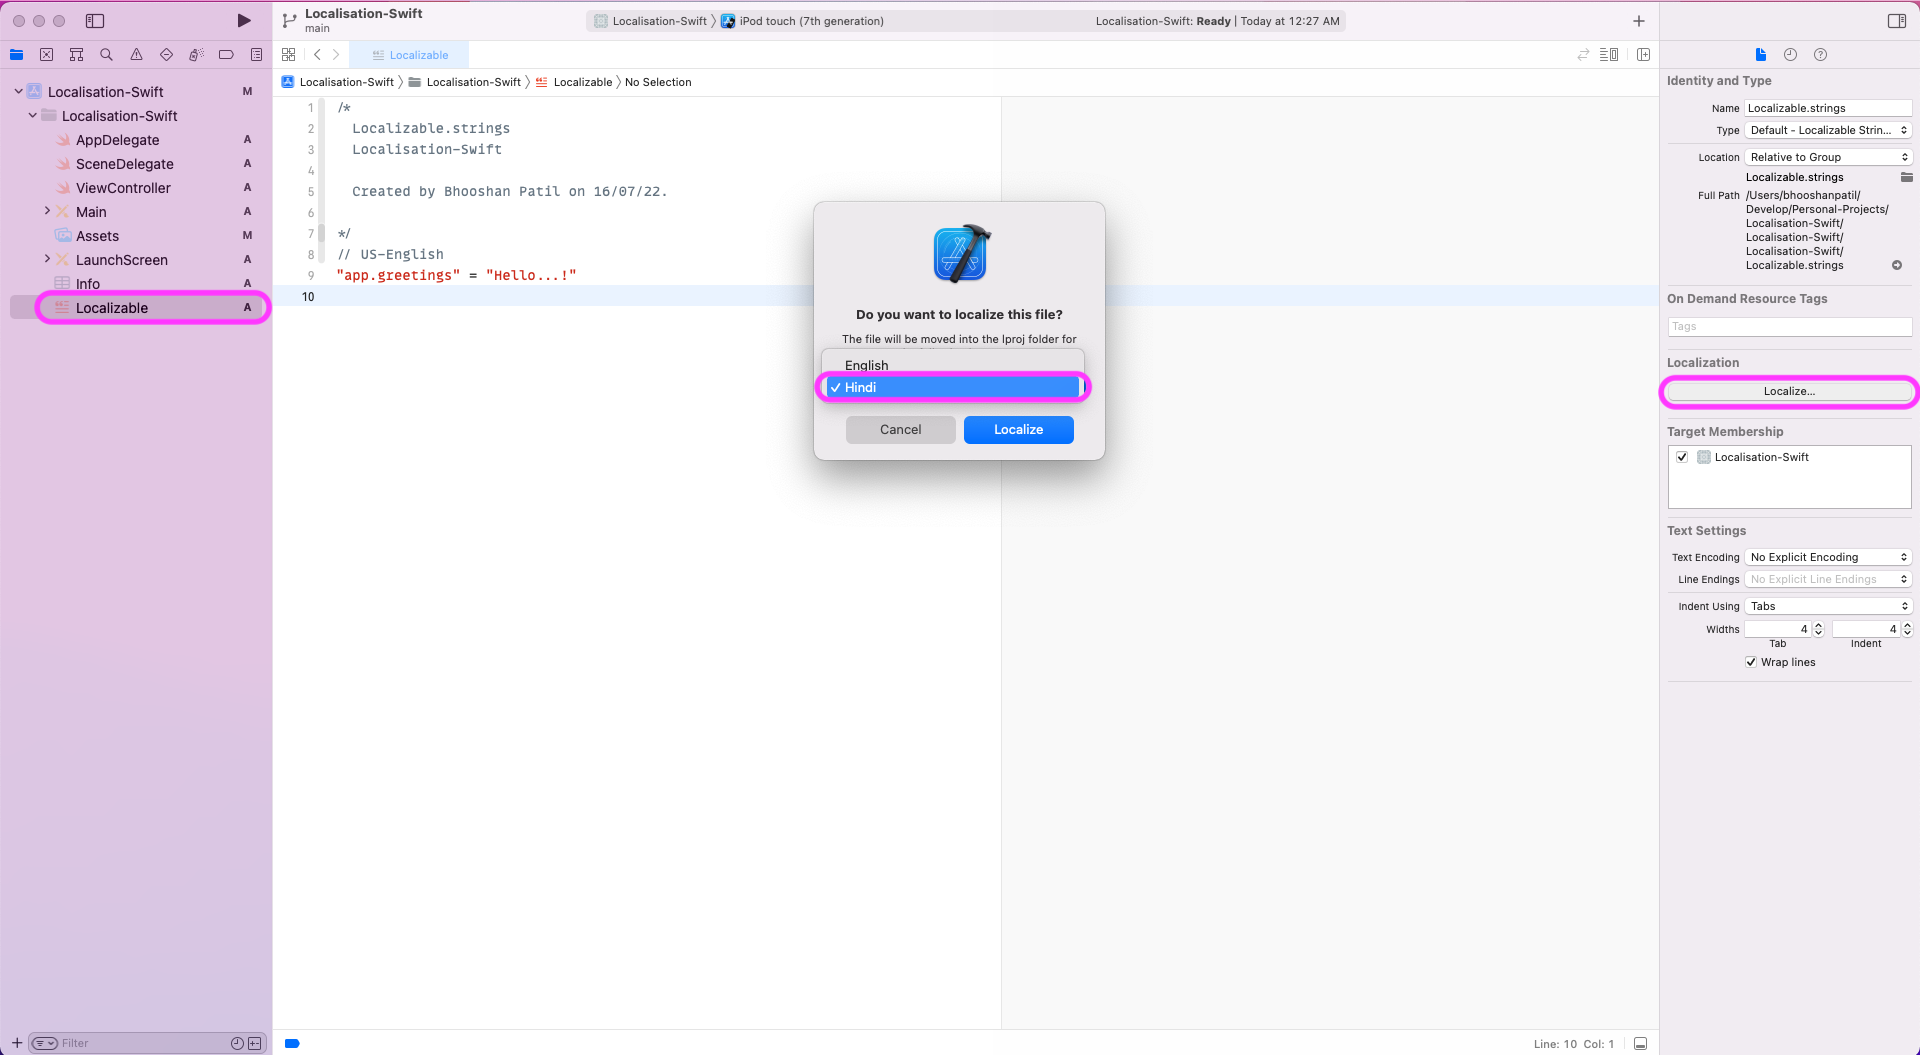 Localisation-Swift
main
Localisation-Swift
iPod touch (7th generation)
Localisation-Swift: Ready | Today at 12:27 AM
Localizable
Localisation-Swift
Localisation-Swift
Localizable
No Selection
Localisation-Swift M
Localisation-Swift
AppDelegate A
SceneDelegate A
ViewController A
Main A
Assets M
LaunchScreen A
Info A
Localizable A
Filter
1 /*
2 Localizable.strings
3 Localisation-Swift
4
5 Created by Bhooshan Patil on 16/07/22.
6
7 */
8 // US-English
9 "app.greetings" = "Hello...!"
10
Do you want to localize this file?
The file will be moved into the lproj folder for
English
✓ Hindi
Cancel
Localize
Identity and Type
Name Localizable.strings
Type Default - Localizable Strin...
Location Relative to Group
Localizable.strings
Full Path /Users/bhooshanpatil/
Develop/Personal-Projects/
Localisation-Swift/
Localisation-Swift/
Localisation-Swift/
Localizable.strings
On Demand Resource Tags
Tags
Localization
Localize...
Target Membership
Localisation-Swift
Text Settings
Text Encoding No Explicit Encoding
Line Endings No Explicit Line Endings
Indent Using Tabs
Widths 4 4
Tab Indent
Wrap lines
Line: 10 Col: 1